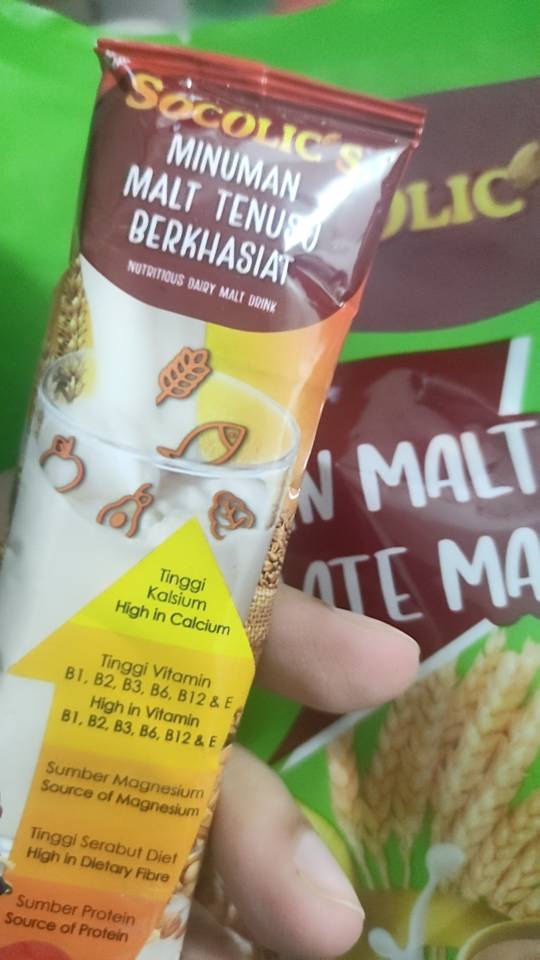 SOCOLIC'S
MINUMAN
MALT TENUSU
BERKHASIAT
NUTRITIOUS DAIRY MALT DRINK
Tinggi
Kalsium
High in Calcium
Tinggi Vitamin
B1, B2, B3, B6, B12 & E
High in Vitamin
B1, B2, B3, B6, B12 & E
Sumber Magnesium
Source of Magnesium
Tinggi Serabut Diet
High in Dietary Fibre
Sumber Protein
Source of Protein
OLIC'
N MALT
ATE MA